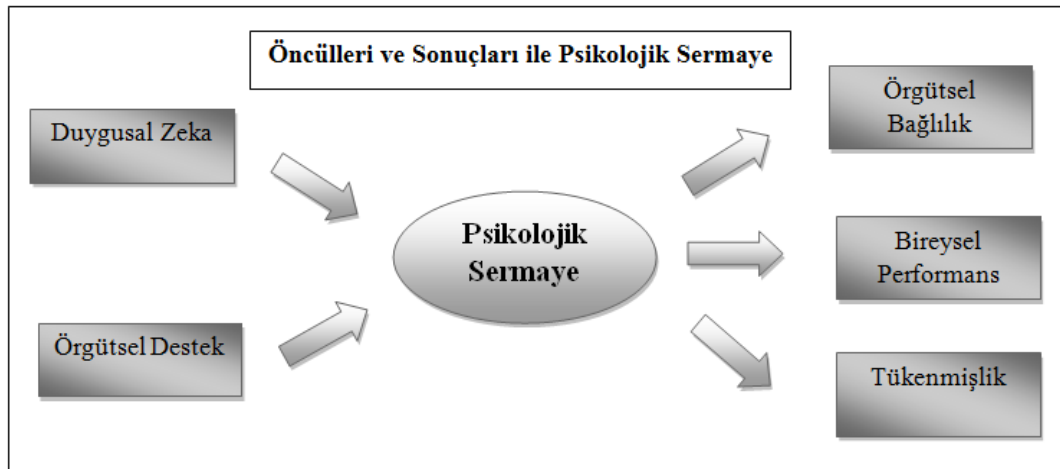 Öncülleri ve Sonuçları ile Psikolojik Sermaye
Duygusal Zeka
Örgütsel Destek
Psikolojik
Sermaye
Örgütsel
Bağlılık
Bireysel
Performans
Tükenmişlik